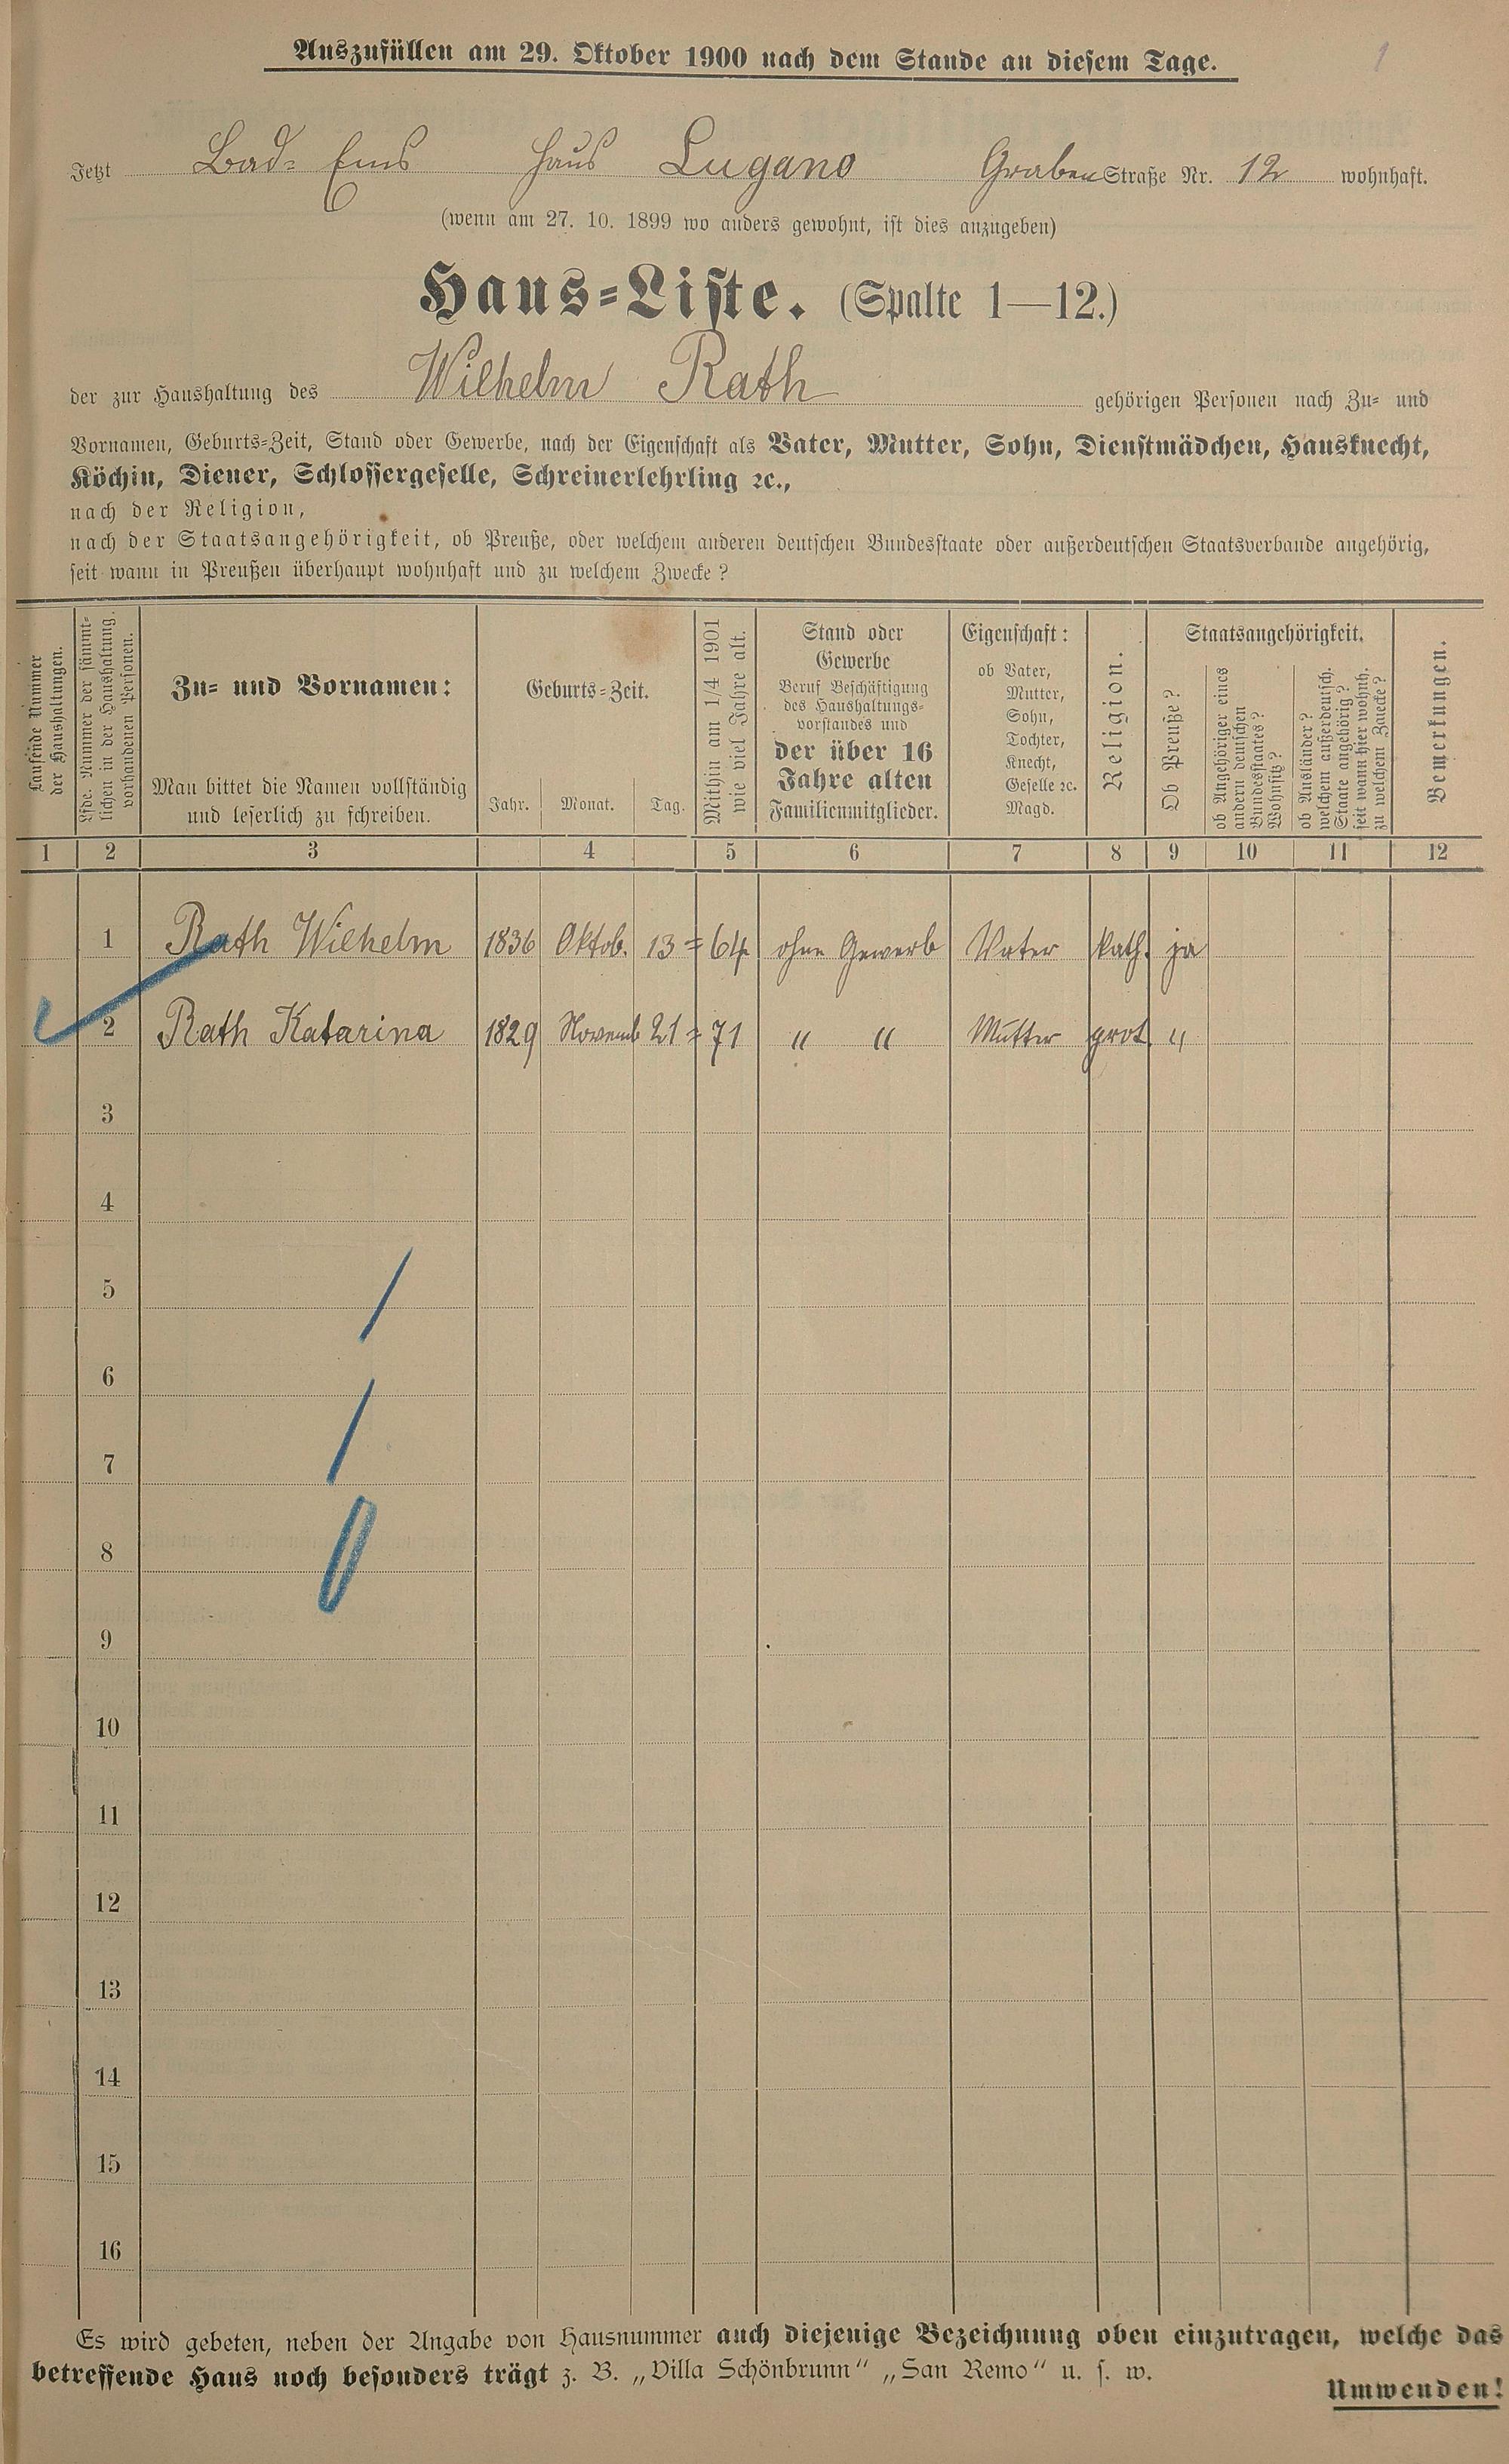 Auszufüllen am 29. Oktober 1900 nach dem Stande an diesem Tage.
1
Jetzt Bad-Ems Haus Lugano Graben Straße Nr. 12 wohnhaft.
(wenn am 27. 10. 1899 wo anders gewohnt, ist dies anzugeben)
Haus-Liste. (Spalte 1—12.)
der zur Haushaltung des Wilhelm Rath gehörigen Personen nach Zu- und
Vornamen, Geburts-Zeit, Stand oder Gewerbe, nach der Eigenschaft als Vater, Mutter, Sohn, Dienstmädchen, Hausknecht,
Köchin, Diener, Schlossergeselle, Schreinerlehrling ꝛc.,
nach der Religion,
nach der Staatsangehörigkeit, ob Preuße, oder welchem anderen deutschen Bundesstaate oder außerdeutschen Staatsverbande angehörig,
seit wann in Preußen überhaupt wohnhaft und zu welchem Zwecke?
Laufende Nummer
der Haushaltungen.
Lfde. Nummer der sämmt-
lichen in der Haushaltung
vorhandenen Personen.
Zu- und Vornamen:
Man bittet die Namen vollständig
und leserlich zu schreiben.
Geburts-Zeit.
Jahr. Monat. Tag.
Mithin am 1/4 1901
wie viel Jahre alt.
Stand oder
Gewerbe
Beruf Beschäftigung
des Haushaltungs-
vorstandes und
der über 16
Jahre alten
Familienmitglieder.
Eigenschaft:
ob Vater,
Mutter,
Sohn,
Tochter,
Knecht,
Geselle ꝛc.
Magd.
Religion.
Staatsangehörigkeit.
Ob Preuße?
ob Angehöriger eines
andern deutschen
Bundesstaates?
Wohnsitz?
ob Ausländer?
welchem außerdeutsch.
Staate angehörig?
seit wann hier wohnh.
zu welchem Zwecke?
Bemerkungen.
1 2 3 4 5 6 7 8 9 10 11 12
1 Rath Wilhelm 1836 Oktob. 13 = 64 ohne Gewerb Vater kath. ja
2 Rath Katarina 1829 Novemb 21 = 71 " " Mutter prot. "
3
4
5
6
7
8
9
10
11
12
13
14
15
16
Es wird gebeten, neben der Angabe von Hausnummer auch diejenige Bezeichnung oben einzutragen, welche das
betreffende Haus noch besonders trägt z. B. „Villa Schönbrunn“ „San Remo“ u. s. w.
Umwenden!